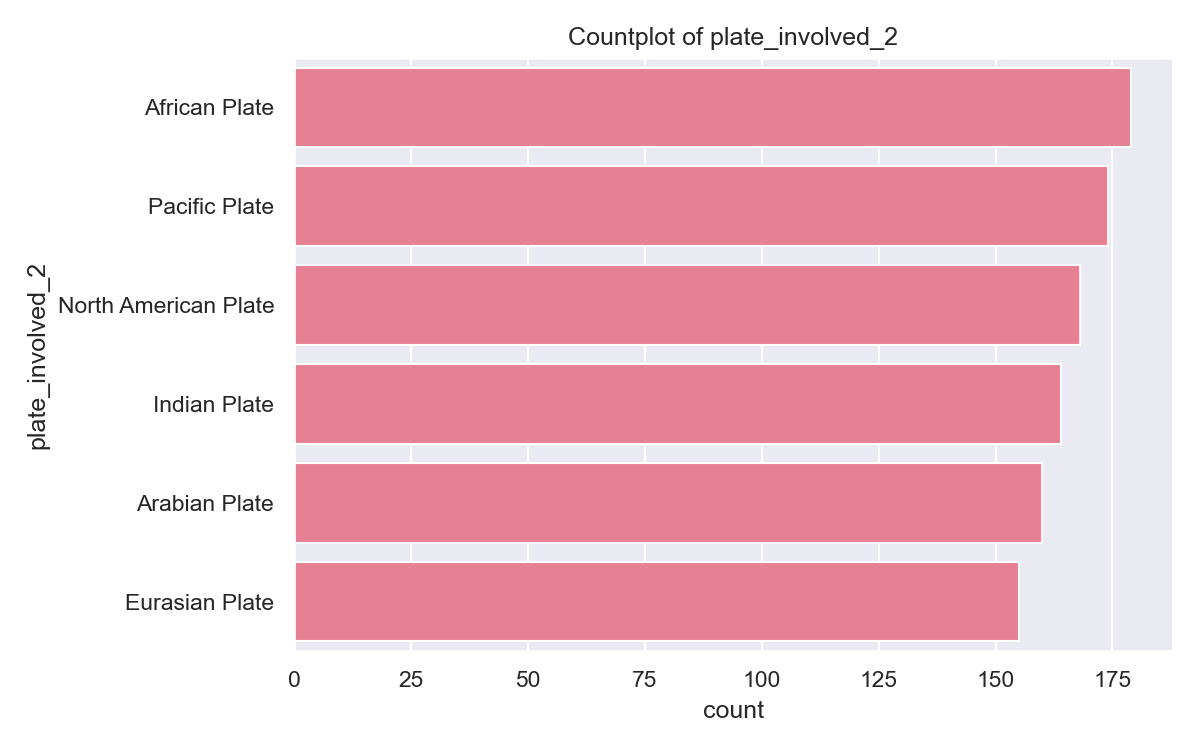 Countplot of plate_involved_2
plate_involved_2
African Plate
Pacific Plate
North American Plate
Indian Plate
Arabian Plate
Eurasian Plate
0 25 50 75 100 125 150 175
count